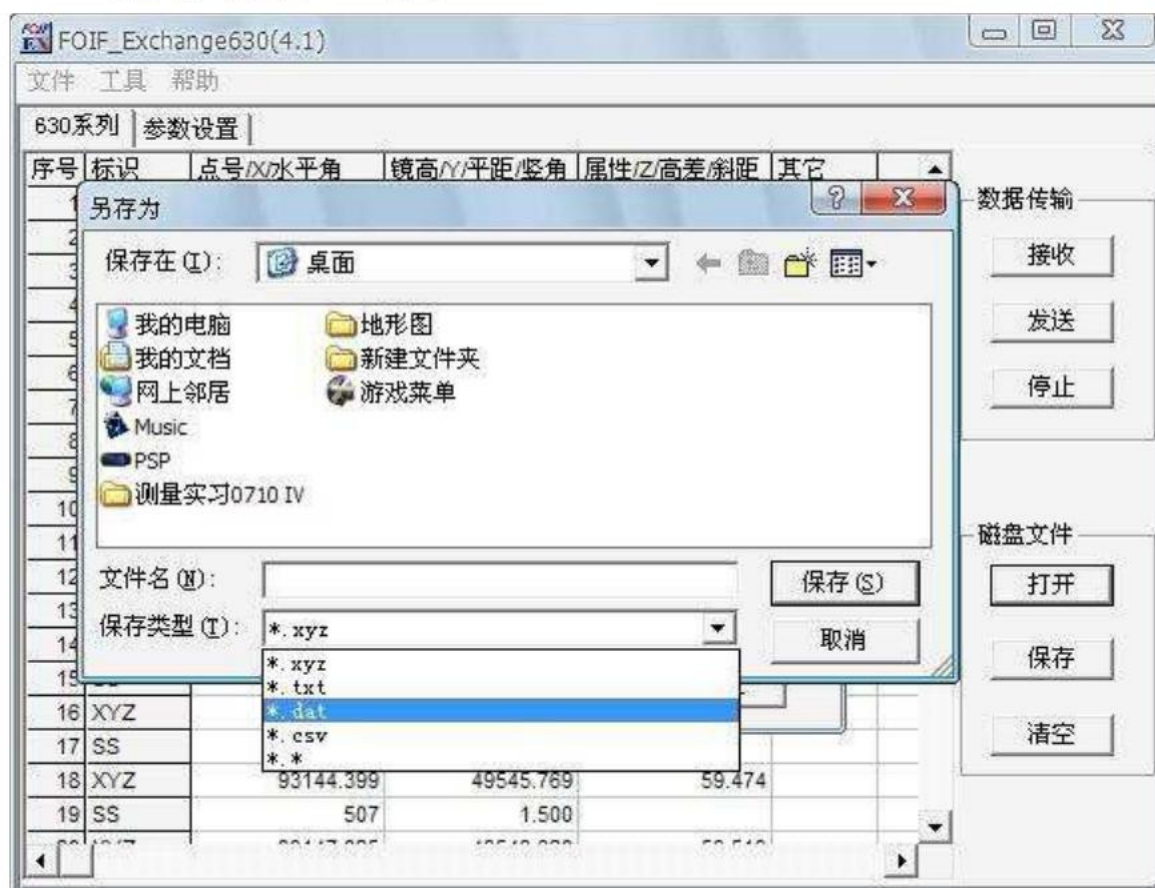 FOIF_Exchange630(4.1)
文件 工具 帮助
630系列 参数设置
序号 标识 点号/X/水平角 镜高/Y/平距/竖角 属性/Z/高差/斜距 其它
另存为
保存在(I): 桌面
我的电脑 地形图
我的文档 新建文件夹
网上邻居 游戏菜单
Music
PSP
测量实习0710 IV
文件名(N): 保存(S)
保存类型(T): *.xyz 取消
*.xyz
*.txt
*.dat
*.csv
*.*
10
11
12
13
14
15
16 XYZ
17 SS
18 XYZ 93144.399 49545.769 59.474
19 SS 507 1.500
数据传输
接收
发送
停止
磁盘文件
打开
保存
清空